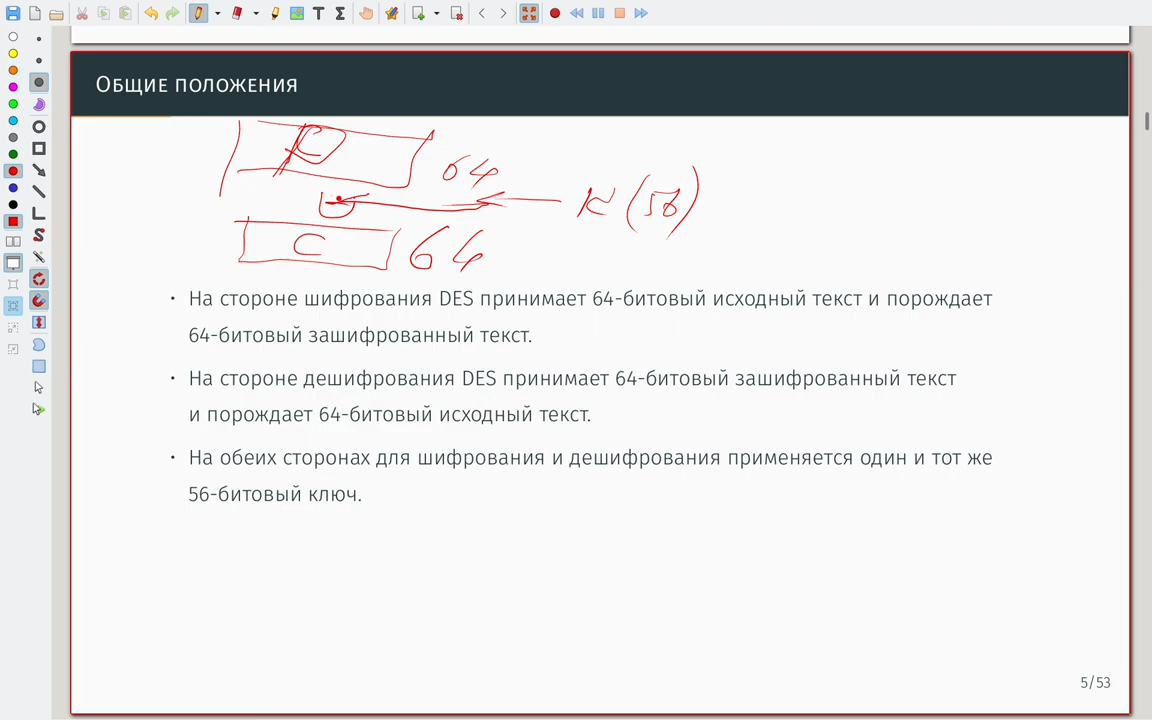 Общие положения
64
K (56)
C 64
• На стороне шифрования DES принимает 64-битовый исходный текст и порождает
64-битовый зашифрованный текст.
• На стороне дешифрования DES принимает 64-битовый зашифрованный текст
и порождает 64-битовый исходный текст.
• На обеих сторонах для шифрования и дешифрования применяется один и тот же
56-битовый ключ.
5/53